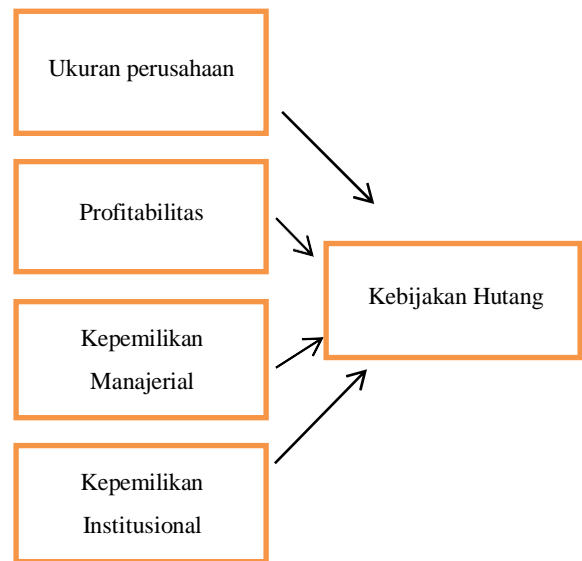 Ukuran perusahaan
Profitabilitas
Kebijakan Hutang
Kepemilikan
Manajerial
Kepemilikan
Institusional